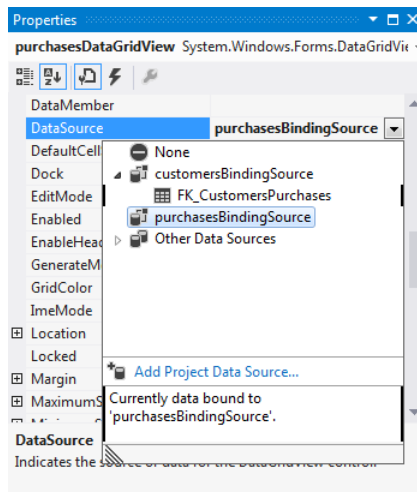 Properties
purchasesDataGridView System.Windows.Forms.DataGridVie
DataMember
DataSource purchasesBindingSource
DefaultCell
None
Dock
customersBindingSource
EditMode
FK_CustomersPurchases
Enabled
purchasesBindingSource
EnableHead
Other Data Sources
GenerateM
GridColor
ImeMode
Location
Locked
Add Project Data Source...
Margin
Currently data bound to
MaximumS
'purchasesBindingSource'.
DataSource
Indicates the source of data for the DataGridView control.